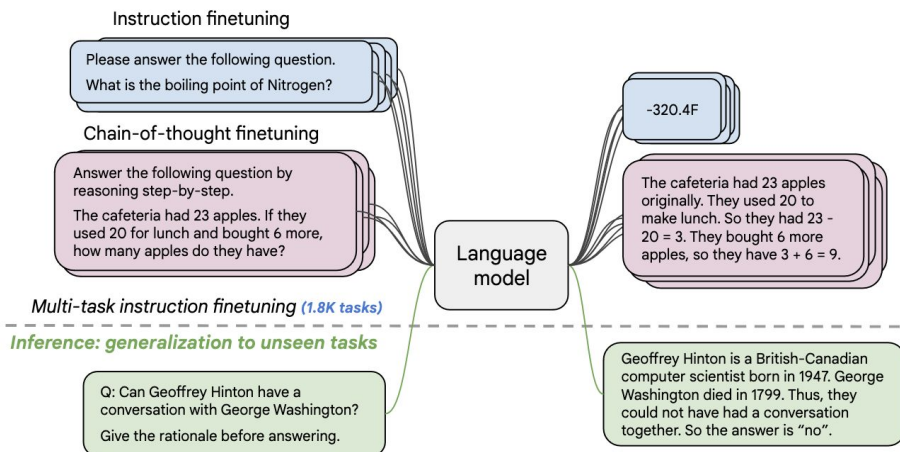 Instruction finetuning
Please answer the following question.
What is the boiling point of Nitrogen?
-320.4F
Chain-of-thought finetuning
Answer the following question by
reasoning step-by-step.
The cafeteria had 23 apples. If they
used 20 for lunch and bought 6 more,
how many apples do they have?
Language
model
The cafeteria had 23 apples
originally. They used 20 to
make lunch. So they had 23 -
20 = 3. They bought 6 more
apples, so they have 3 + 6 = 9.
Multi-task instruction finetuning (1.8K tasks)
Inference: generalization to unseen tasks
Q: Can Geoffrey Hinton have a
conversation with George Washington?
Give the rationale before answering.
Geoffrey Hinton is a British-Canadian
computer scientist born in 1947. George
Washington died in 1799. Thus, they
could not have had a conversation
together. So the answer is “no”.